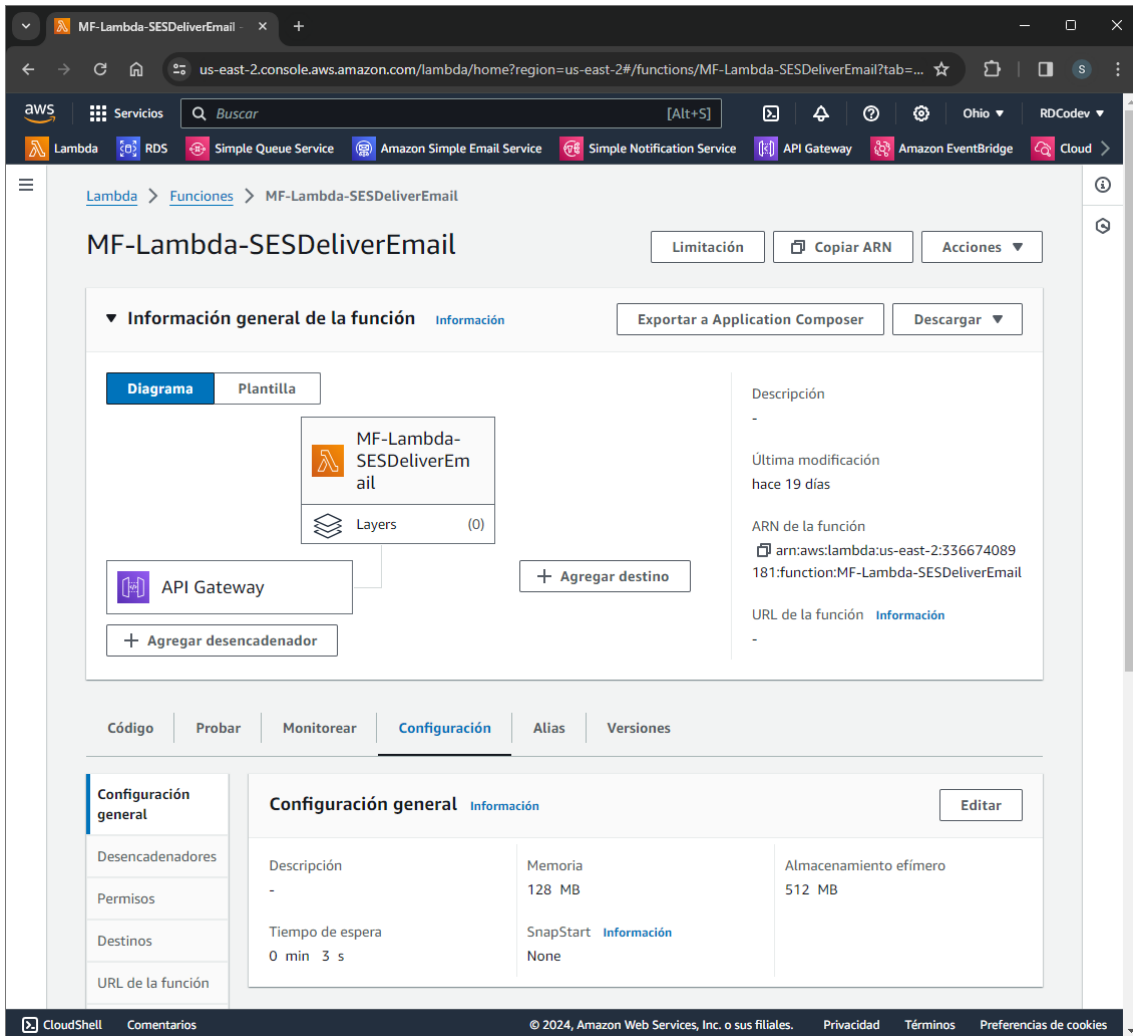 MF-Lambda-SESDeliverEmail -
us-east-2.console.aws.amazon.com/lambda/home?region=us-east-2#/functions/MF-Lambda-SESDeliverEmail?tab=...
S
aws Servicios Buscar [Alt+S] Ohio RDCodev
Lambda RDS Simple Queue Service Amazon Simple Email Service Simple Notification Service API Gateway Amazon EventBridge Cloud
Lambda > Funciones > MF-Lambda-SESDeliverEmail
MF-Lambda-SESDeliverEmail
Limitación Copiar ARN Acciones
Información general de la función Información
Exportar a Application Composer Descargar
Diagrama Plantilla
MF-Lambda-
SESDeliverEm
ail
Layers (0)
API Gateway
+ Agregar desencadenador
+ Agregar destino
Descripción
-
Última modificación
hace 19 días
ARN de la función
arn:aws:lambda:us-east-2:336674089
181:function:MF-Lambda-SESDeliverEmail
URL de la función Información
-
Código Probar Monitorear Configuración Alias Versiones
Configuración
general
Desencadenadores
Permisos
Destinos
URL de la función
Configuración general Información
Editar
Descripción
-
Memoria
128 MB
Almacenamiento efímero
512 MB
Tiempo de espera
0 min 3 s
SnapStart Información
None
CloudShell Comentarios © 2024, Amazon Web Services, Inc. o sus filiales. Privacidad Términos Preferencias de cookies